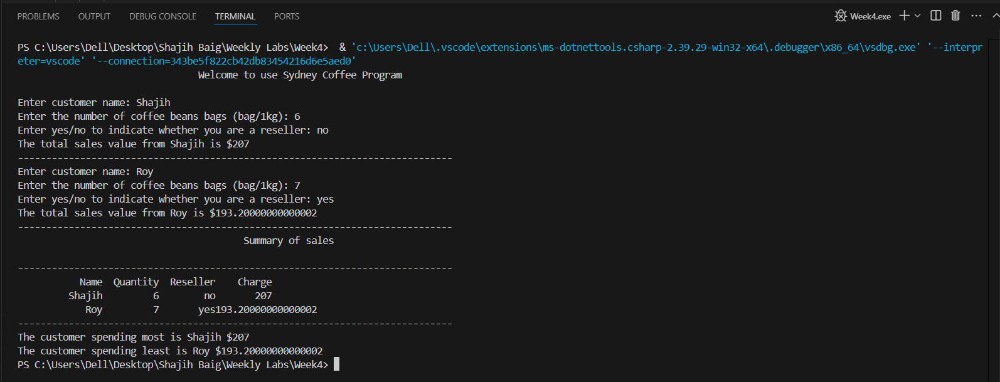 PROBLEMS OUTPUT DEBUG CONSOLE TERMINAL PORTS Week4.exe
PS C:\Users\Dell\Desktop\Shajih Baig\Weekly Labs\Week4>  & 'c:\Users\Dell\.vscode\extensions\ms-dotnettools.csharp-2.39.29-win32-x64\.debugger\x86_64\vsdbg.exe' '--interpr
eter=vscode' '--connection=343be5f822cb42db83454216d6e5aed0'
Welcome to use Sydney Coffee Program
Enter customer name: Shajih
Enter the number of coffee beans bags (bag/1kg): 6
Enter yes/no to indicate whether you are a reseller: no
The total sales value from Shajih is $207
-----------------------------------------------------------------------------
Enter customer name: Roy
Enter the number of coffee beans bags (bag/1kg): 7
Enter yes/no to indicate whether you are a reseller: yes
The total sales value from Roy is $193.20000000000002
-----------------------------------------------------------------------------
Summary of sales
-----------------------------------------------------------------------------
Name  Quantity  Reseller    Charge
Shajih         6        no       207
Roy         7       yes193.20000000000002
-----------------------------------------------------------------------------
The customer spending most is Shajih $207
The customer spending least is Roy $193.20000000000002
PS C:\Users\Dell\Desktop\Shajih Baig\Weekly Labs\Week4>